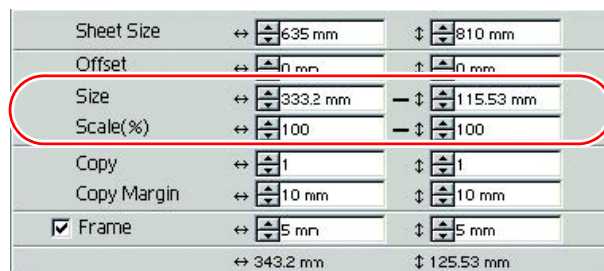 Sheet Size ↔ 635 mm ↕ 810 mm
Offset ↔ 0 mm ↕ 0 mm
Size ↔ 333.2 mm – ↕ 115.53 mm
Scale(%) ↔ 100 – ↕ 100
Copy ↔ 1 ↕ 1
Copy Margin ↔ 10 mm ↕ 10 mm
Frame ↔ 5 mm ↕ 5 mm
↔ 343.2 mm ↕ 125.53 mm